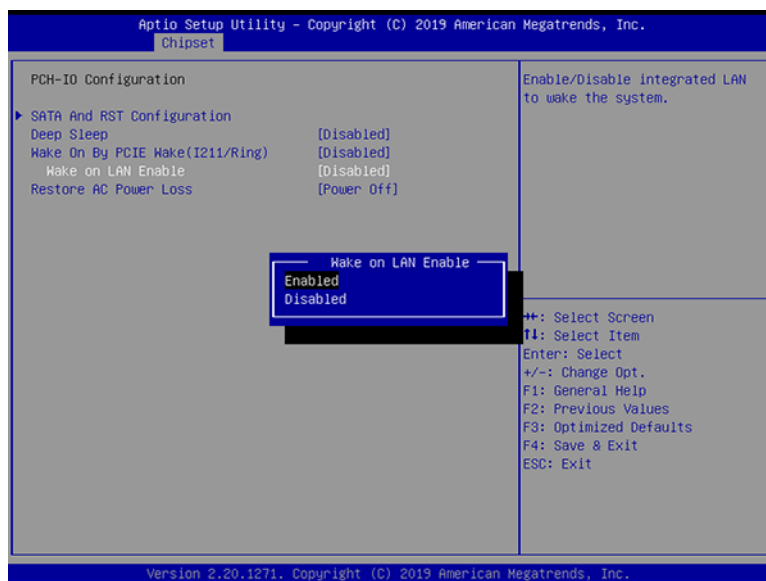 Aptio Setup Utility – Copyright (C) 2019 American Megatrends, Inc.
Chipset
PCH-IO Configuration
SATA And RST Configuration
Deep Sleep [Disabled]
Wake On By PCIE Wake(I211/Ring) [Disabled]
Wake on LAN Enable [Disabled]
Restore AC Power Loss [Power Off]
Enable/Disable integrated LAN
to wake the system.
Wake on LAN Enable
Enabled
Disabled
→←: Select Screen
↑↓: Select Item
Enter: Select
+/-: Change Opt.
F1: General Help
F2: Previous Values
F3: Optimized Defaults
F4: Save & Exit
ESC: Exit
Version 2.20.1271. Copyright (C) 2019 American Megatrends, Inc.